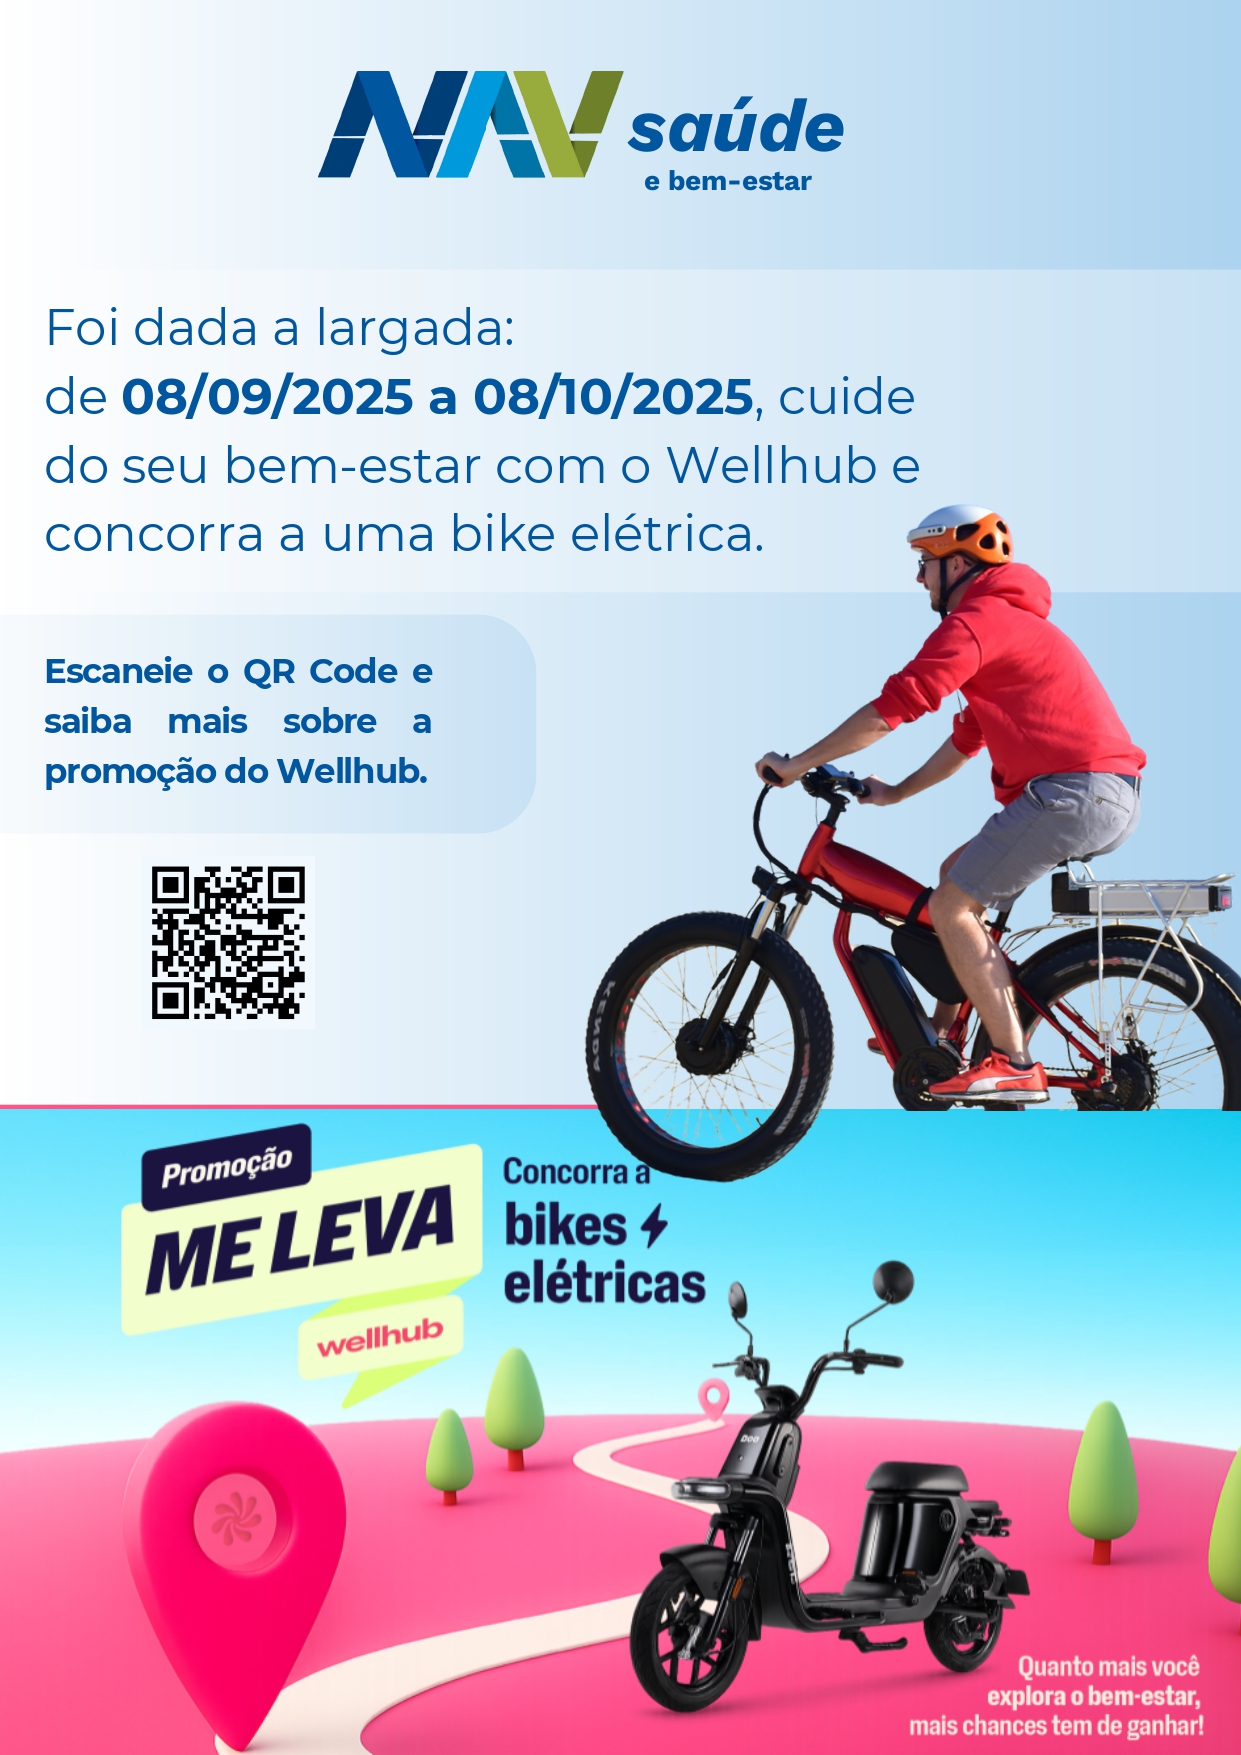 NAV saúde
e bem-estar
Foi dada a largada:
de 08/09/2025 a 08/10/2025, cuide
do seu bem-estar com o Wellhub e
concorra a uma bike elétrica.
Escaneie o QR Code e
saiba mais sobre a
promoção do Wellhub.
KENDA
Promoção
ME LEVA
wellhub
Concorra a
bikes
elétricas
Quanto mais você
explora o bem-estar,
mais chances tem de ganhar!